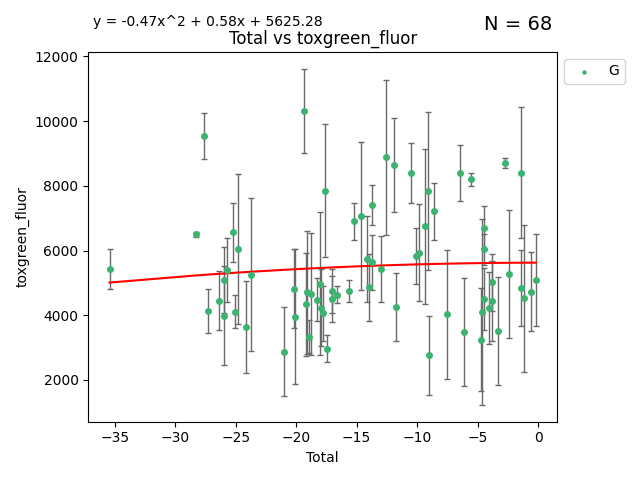 y = -0.47x^2 + 0.58x + 5625.28
N = 68
Total vs toxgreen_fluor
G
12000
10000
8000
6000
4000
2000
toxgreen_fluor
−35
−30
−25
−20
−15
−10
−5
0
Total